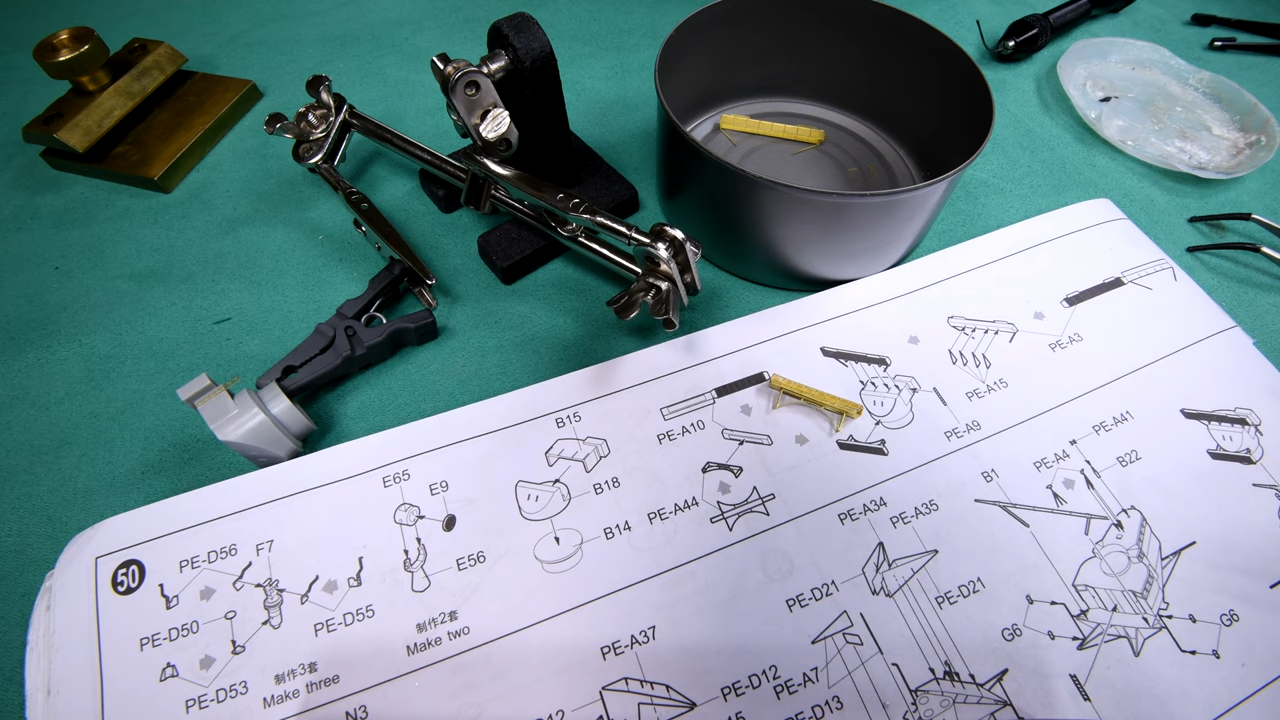 50
PE-D56
F7
PE-D50
PE-D55
PE-D53
制作3套
Make three
E65
E9
E56
制作2套
Make two
B15
B18
B14
PE-A10
PE-A44
PE-A9
PE-A15
PE-A3
N3
PE-A37
PE-D12
PE-A7
PE-D13
PE-D21
PE-A34
PE-A35
PE-D21
B1
PE-A4
PE-A41
B22
G6
G6